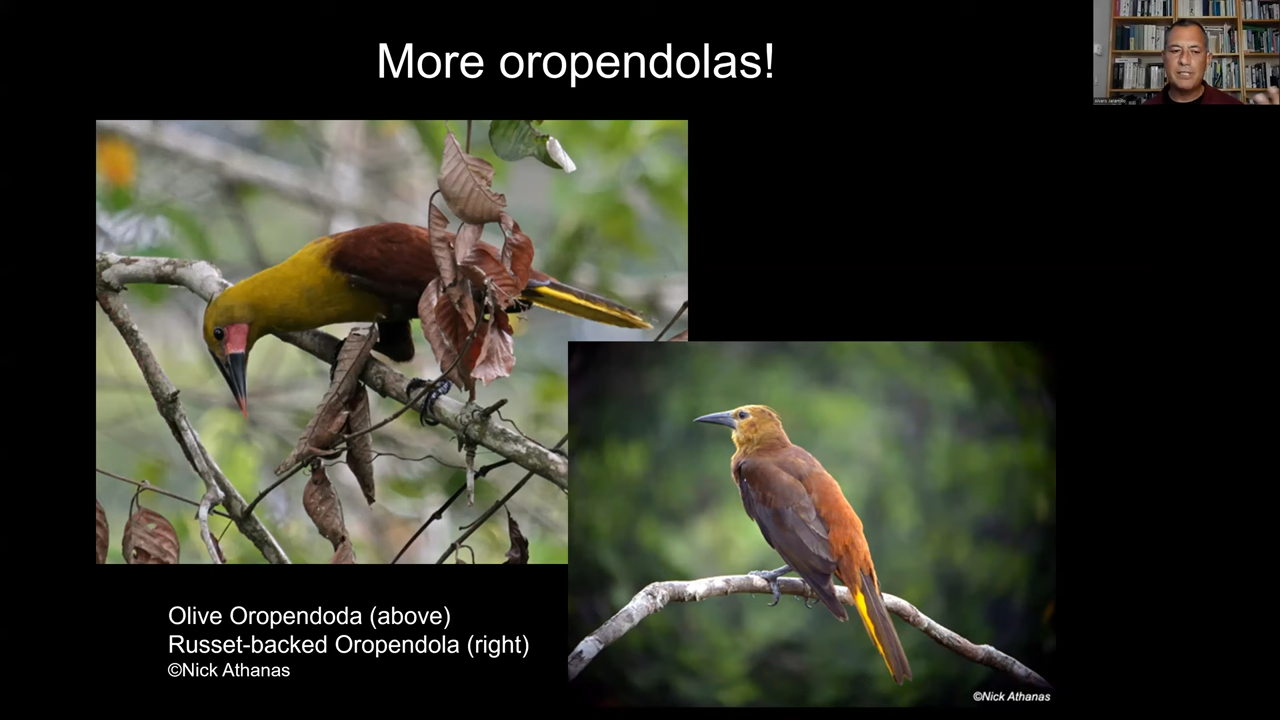 More oropendolas!
Olive Oropendoda (above)
Russet-backed Oropendola (right)
©Nick Athanas
©Nick Athanas